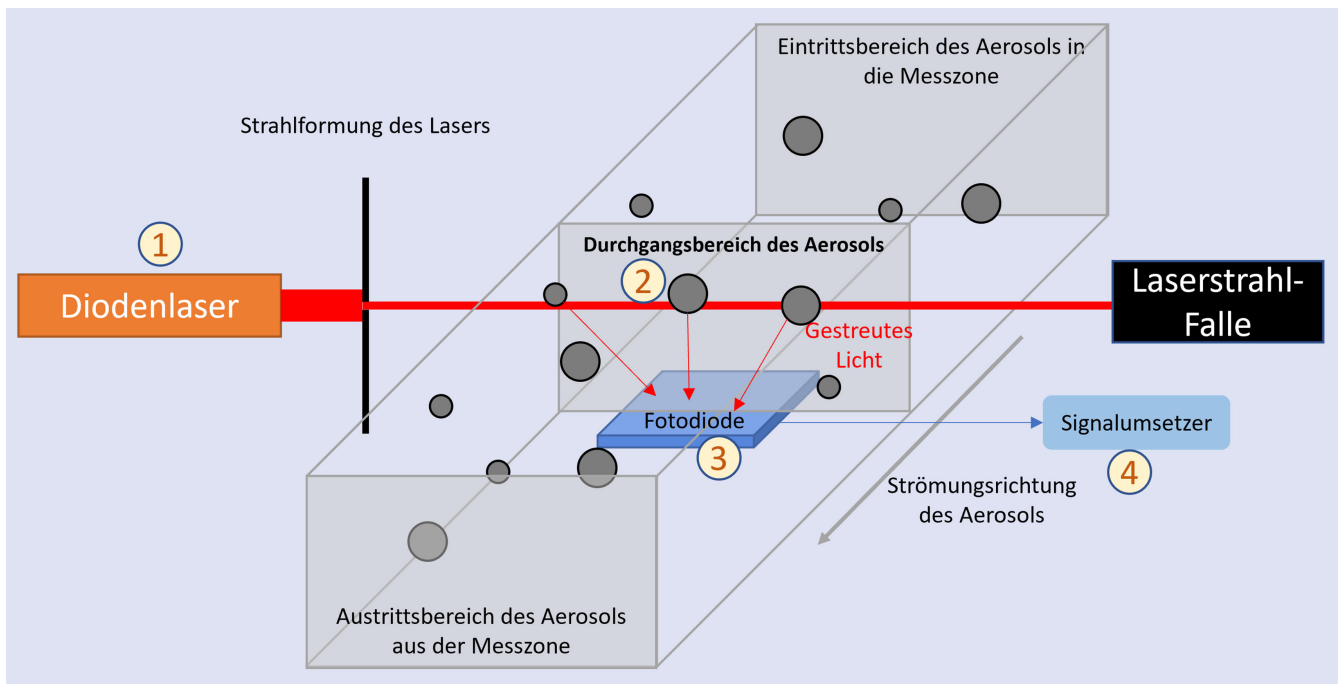 Eintrittsbereich des Aerosols in
die Messzone
Strahlformung des Lasers
1
Diodenlaser
Durchgangsbereich des Aerosols
2
Laserstrahl-
Falle
Gestreutes
Licht
Fotodiode
3
Signalumsetzer
4
Strömungsrichtung
des Aerosols
Austrittsbereich des Aerosols
aus der Messzone